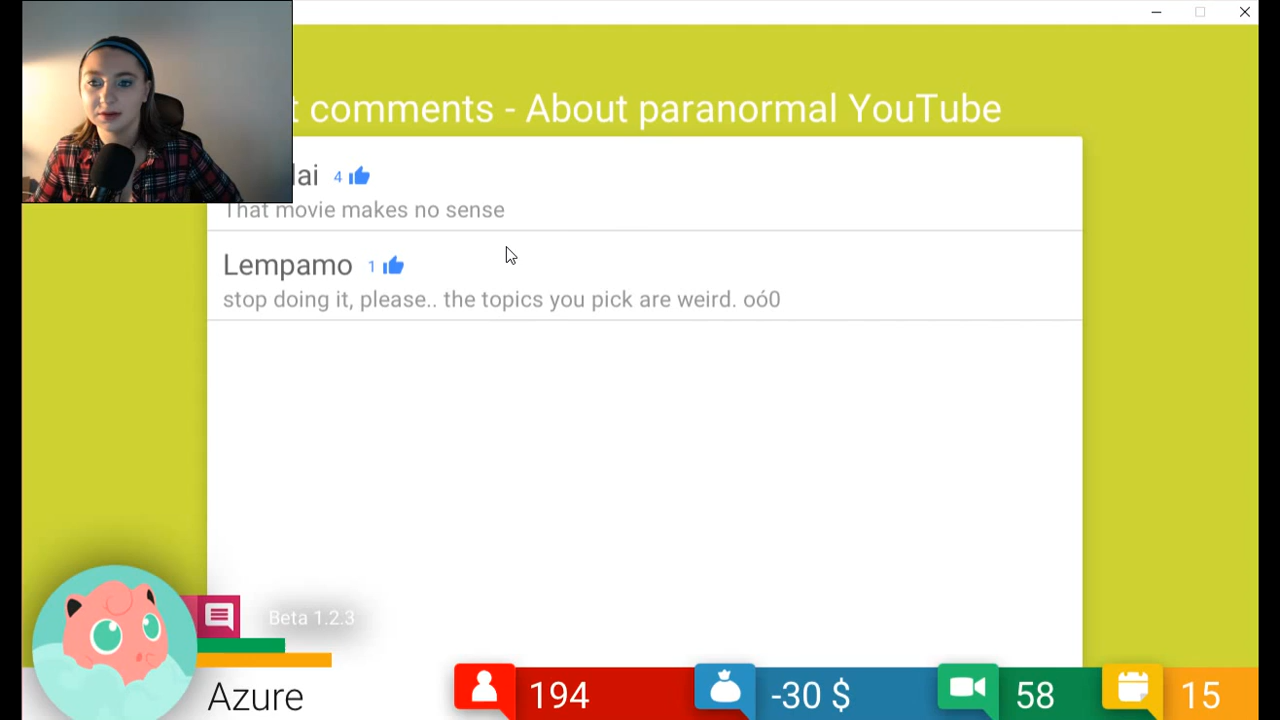 t comments - About paranormal YouTube
lai 4
That movie makes no sense
Lempamo 1
stop doing it, please.. the topics you pick are weird. oó0
Beta 1.2.3
Azure
194
-30 $
58
15